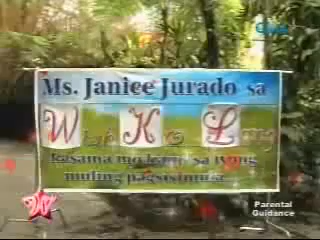 Ms. Janice Jurado sa
Wish Ko Lang
kasama mo kami sa iyong
muling pagsisimula
Parental
Guidance